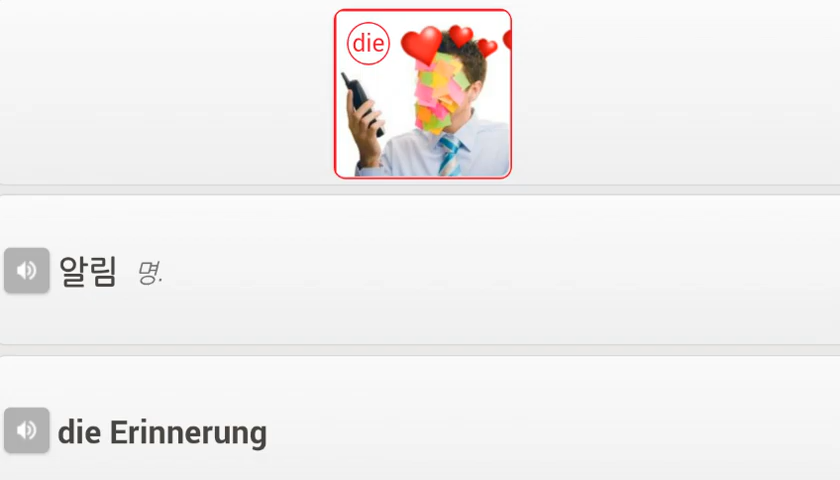 die
알림 명.
die Erinnerung